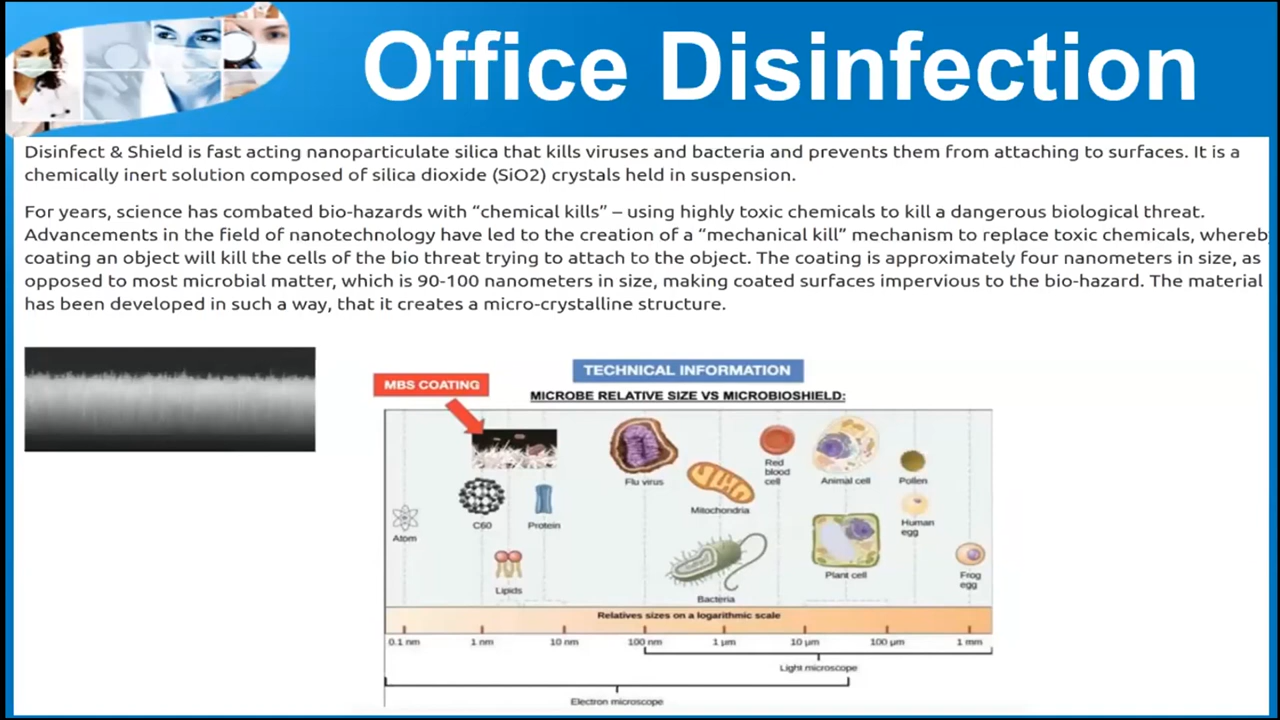 Office Disinfection
Disinfect & Shield is fast acting nanoparticulate silica that kills viruses and bacteria and prevents them from attaching to surfaces. It is a
chemically inert solution composed of silica dioxide (SiO2) crystals held in suspension.
For years, science has combated bio-hazards with “chemical kills” – using highly toxic chemicals to kill a dangerous biological threat.
Advancements in the field of nanotechnology have led to the creation of a “mechanical kill” mechanism to replace toxic chemicals, whereb
coating an object will kill the cells of the bio threat trying to attach to the object. The coating is approximately four nanometers in size, as
opposed to most microbial matter, which is 90-100 nanometers in size, making coated surfaces impervious to the bio-hazard. The material
has been developed in such a way, that it creates a micro-crystalline structure.
TECHNICAL INFORMATION
MBS COATING
MICROBE RELATIVE SIZE VS MICROBIOSHIELD:
Flu virus
Red
blood
cell
Animal cell
Pollen
Mitochondria
C60
Protein
Human
egg
Atom
Plant cell
Frog
egg
Lipids
Bacteria
Relatives sizes on a logarithmic scale
0.1 nm 1 nm 10 nm 100 nm 1 µm 10 µm 100 µm 1 mm
Light microscope
Electron microscope